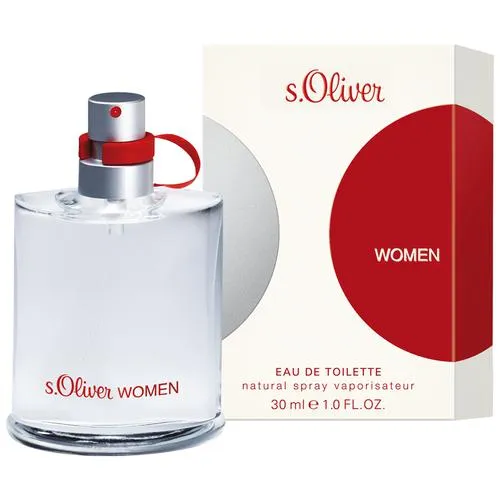 s.Oliver
WOMEN
EAU DE TOILETTE
natural spray vaporisateur
30 ml ℮ 1.0 FL.OZ.
s.Oliver WOMEN